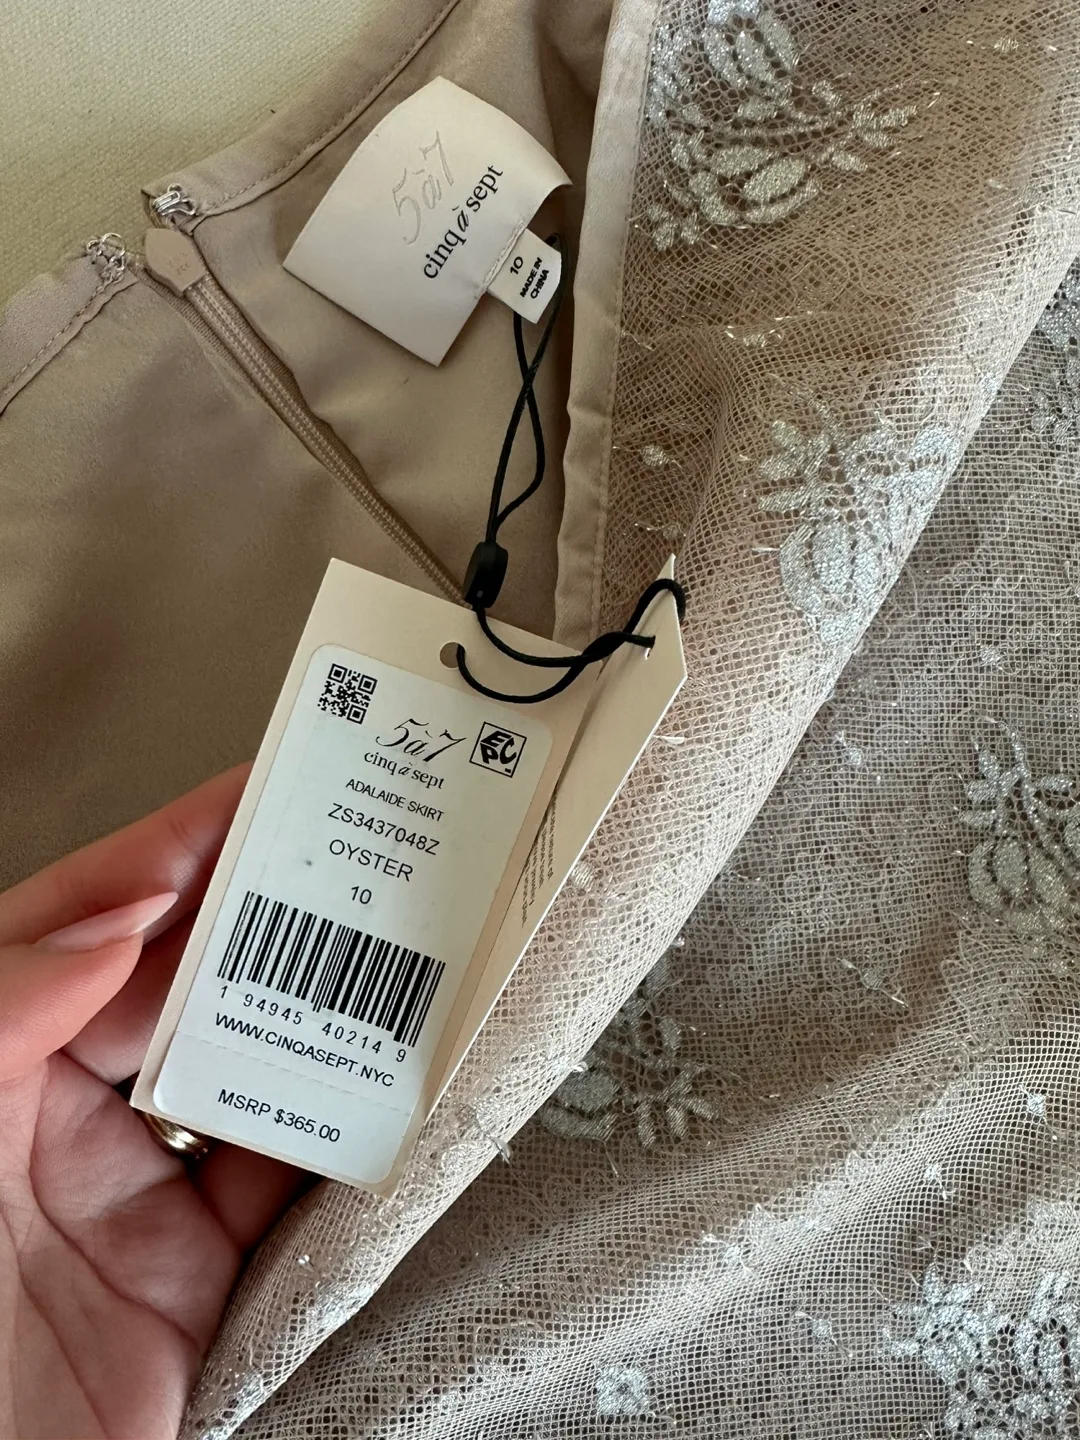 5à7
cinq à sept
10
MADE IN
CHINA
5à7
cinq à sept
EPC
ADALAIDE SKIRT
ZS3437048Z
OYSTER
10
1 94945 40214 9
WWW.CINQASEPT.NYC
MSRP $365.00